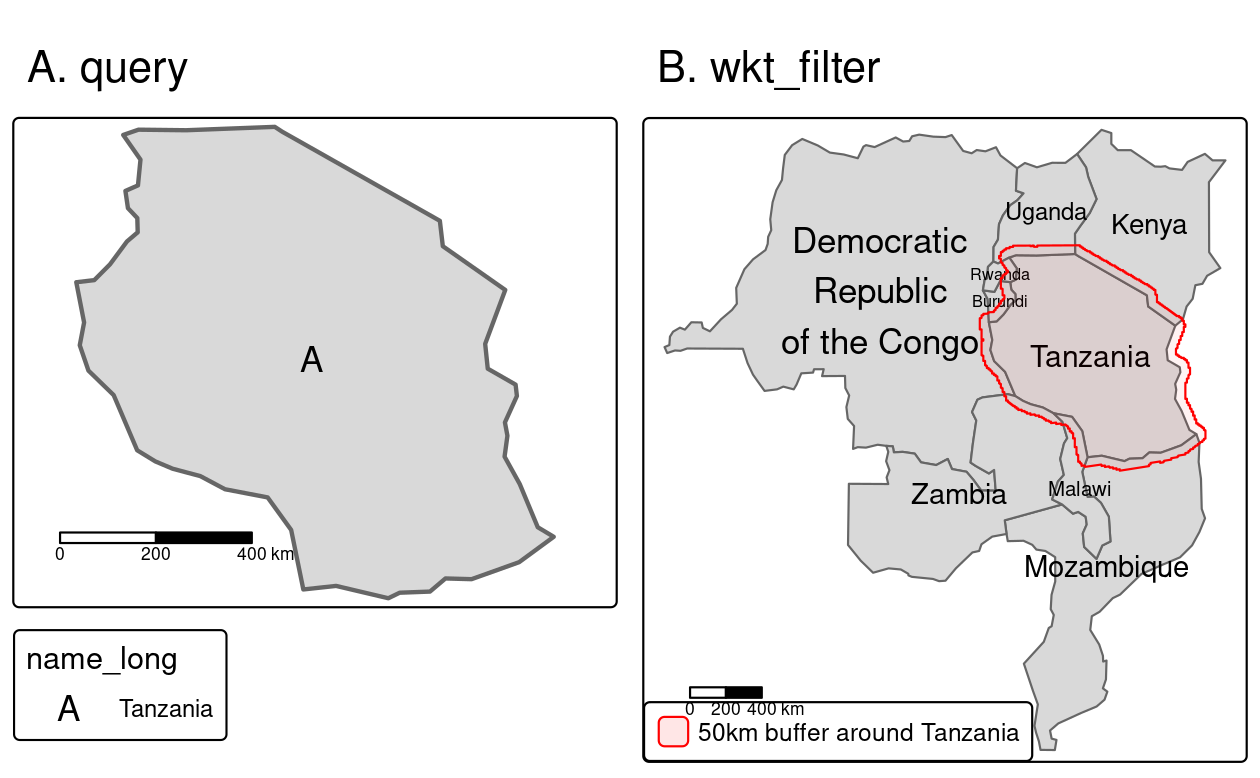 A. query
A
0 200 400 km
name_long
A Tanzania
B. wkt_filter
Uganda
Kenya
Democratic
Republic
of the Congo
Rwanda
Burundi
Tanzania
Zambia
Malawi
Mozambique
0 200 400 km
50km buffer around Tanzania